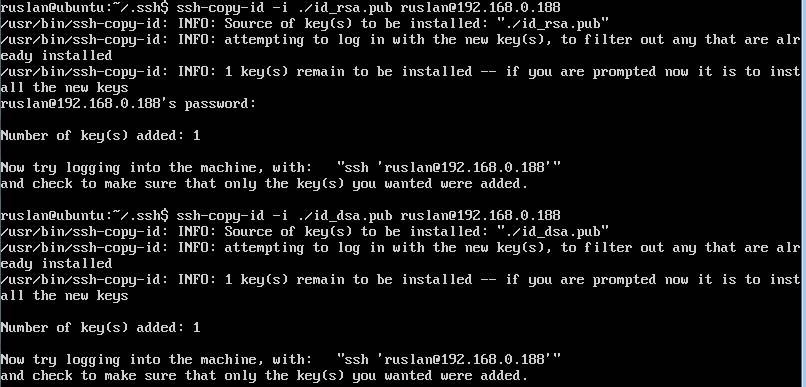 ruslan@ubuntu:~/.ssh$ ssh-copy-id -i ./id_rsa.pub ruslan@192.168.0.188
/usr/bin/ssh-copy-id: INFO: Source of key(s) to be installed: "./id_rsa.pub"
/usr/bin/ssh-copy-id: INFO: attempting to log in with the new key(s), to filter out any that are alr
eady installed
/usr/bin/ssh-copy-id: INFO: 1 key(s) remain to be installed -- if you are prompted now it is to inst
all the new keys
ruslan@192.168.0.188's password:
Number of key(s) added: 1
Now try logging into the machine, with:   "ssh 'ruslan@192.168.0.188'"
and check to make sure that only the key(s) you wanted were added.
ruslan@ubuntu:~/.ssh$ ssh-copy-id -i ./id_dsa.pub ruslan@192.168.0.188
/usr/bin/ssh-copy-id: INFO: Source of key(s) to be installed: "./id_dsa.pub"
/usr/bin/ssh-copy-id: INFO: attempting to log in with the new key(s), to filter out any that are alr
eady installed
/usr/bin/ssh-copy-id: INFO: 1 key(s) remain to be installed -- if you are prompted now it is to inst
all the new keys
Number of key(s) added: 1
Now try logging into the machine, with:   "ssh 'ruslan@192.168.0.188'"
and check to make sure that only the key(s) you wanted were added.